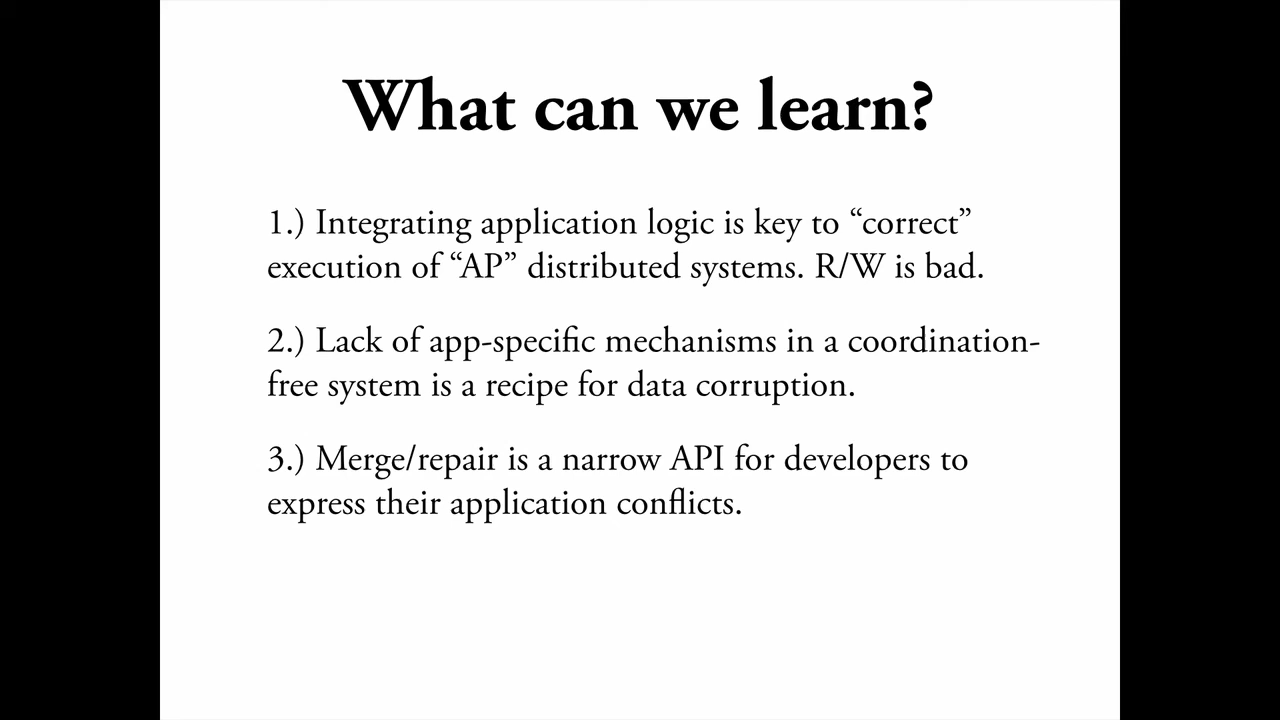 What can we learn?
1.) Integrating application logic is key to “correct”
execution of “AP” distributed systems. R/W is bad.
2.) Lack of app-specific mechanisms in a coordination-
free system is a recipe for data corruption.
3.) Merge/repair is a narrow API for developers to
express their application conflicts.